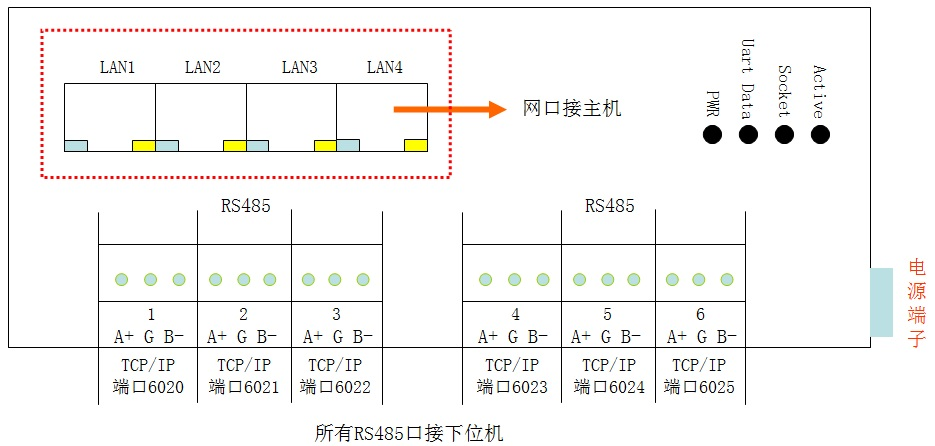 LAN1 LAN2 LAN3 LAN4
网口接主机
PWR
Uart Data
Socket
Active
RS485 RS485
1 2 3 4 5 6
A+ G B- A+ G B- A+ G B- A+ G B- A+ G B- A+ G B-
TCP/IP TCP/IP TCP/IP TCP/IP TCP/IP TCP/IP
端口6020 端口6021 端口6022 端口6023 端口6024 端口6025
电源端子
所有RS485口接下位机